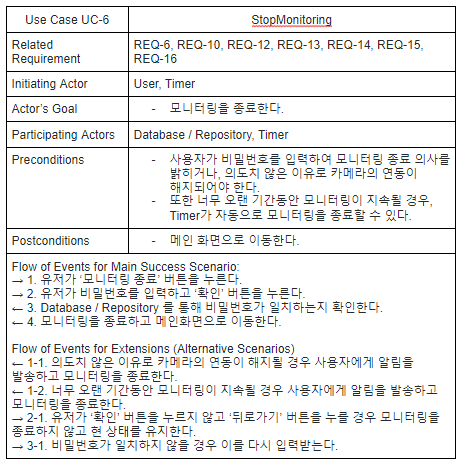 Use Case UC-6
StopMonitoring
Related
Requirement
REQ-6, REQ-10, REQ-12, REQ-13, REQ-14, REQ-15,
REQ-16
Initiating Actor
User, Timer
Actor's Goal
- 모니터링을 종료한다.
Participating Actors
Database / Repository, Timer
Preconditions
- 사용자가 비밀번호를 입력하여 모니터링 종료 의사를
밝히거나, 의도치 않은 이유로 카메라의 연동이
해지되어야 한다.
- 또한 너무 오랜 기간동안 모니터링이 지속될 경우,
Timer가 자동으로 모니터링을 종료할 수 있다.
Postconditions
- 메인 화면으로 이동한다.
Flow of Events for Main Success Scenario:
→ 1. 유저가 '모니터링 종료' 버튼을 누른다.
→ 2. 유저가 비밀번호를 입력하고 '확인' 버튼을 누른다.
← 3. Database / Repository 를 통해 비밀번호가 일치하는지 확인한다.
← 4. 모니터링을 종료하고 메인화면으로 이동한다.
Flow of Events for Extensions (Alternative Scenarios)
← 1-1. 의도치 않은 이유로 카메라의 연동이 해지될 경우 사용자에게 알림을
발송하고 모니터링을 종료한다.
← 1-2. 너무 오랜 기간동안 모니터링이 지속될 경우 사용자에게 알림을 발송하고
모니터링을 종료한다.
→ 2-1. 유저가 '확인' 버튼을 누르지 않고 '뒤로가기' 버튼을 누를 경우 모니터링을
종료하지 않고 현 상태를 유지한다.
→ 3-1. 비밀번호가 일치하지 않을 경우 이를 다시 입력받는다.